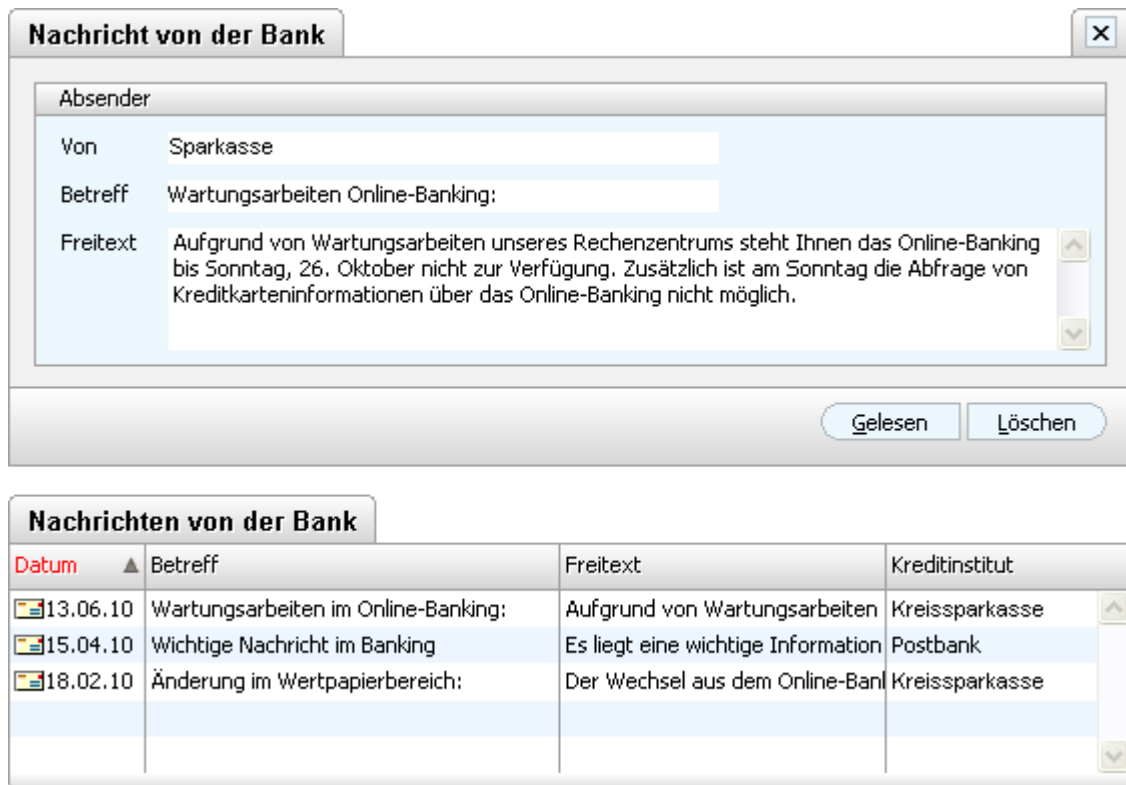 Nachricht von der Bank
Absender
Von Sparkasse
Betreff Wartungsarbeiten Online-Banking:
Freitext Aufgrund von Wartungsarbeiten unseres Rechenzentrums steht Ihnen das Online-Banking
bis Sonntag, 26. Oktober nicht zur Verfügung. Zusätzlich ist am Sonntag die Abfrage von
Kreditkarteninformationen über das Online-Banking nicht möglich.
Gelesen Löschen
Nachrichten von der Bank
Datum Betreff Freitext Kreditinstitut
13.06.10 Wartungsarbeiten im Online-Banking: Aufgrund von Wartungsarbeiten Kreissparkasse
15.04.10 Wichtige Nachricht im Banking Es liegt eine wichtige Information Postbank
18.02.10 Änderung im Wertpapierbereich: Der Wechsel aus dem Kreissparkasse